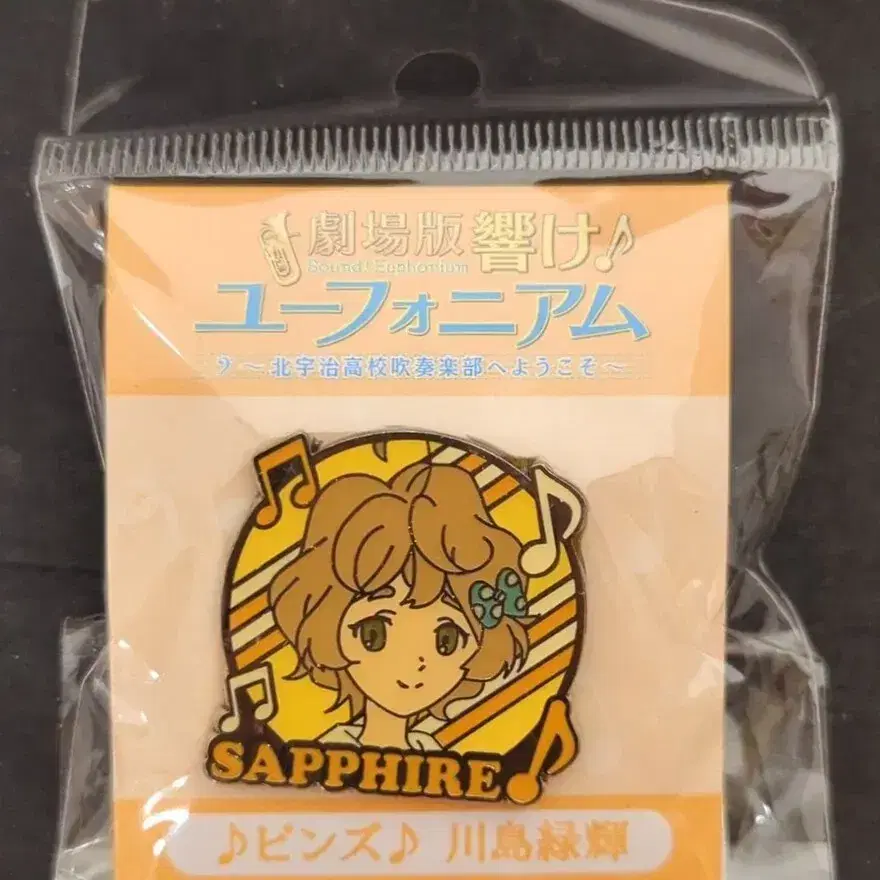 劇場版 響け♪
Sound! Euphonium
ユーフォニアム
～北宇治高校吹奏楽部へようこそ～
SAPPHIRE
♪ピンズ♪ 川島緑輝